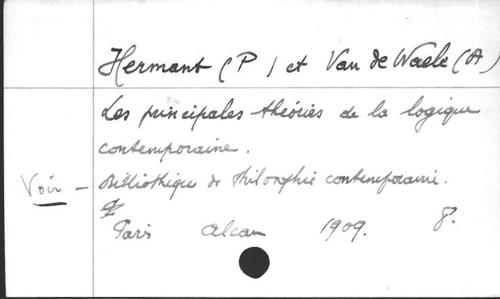 Hermant (P) et Van de Waele (A)
Les principales théories de la logique
contemporaine.
Voir - Bibliothèque de philosophie contemporaine.
Paris Alcan 1909. 8°.